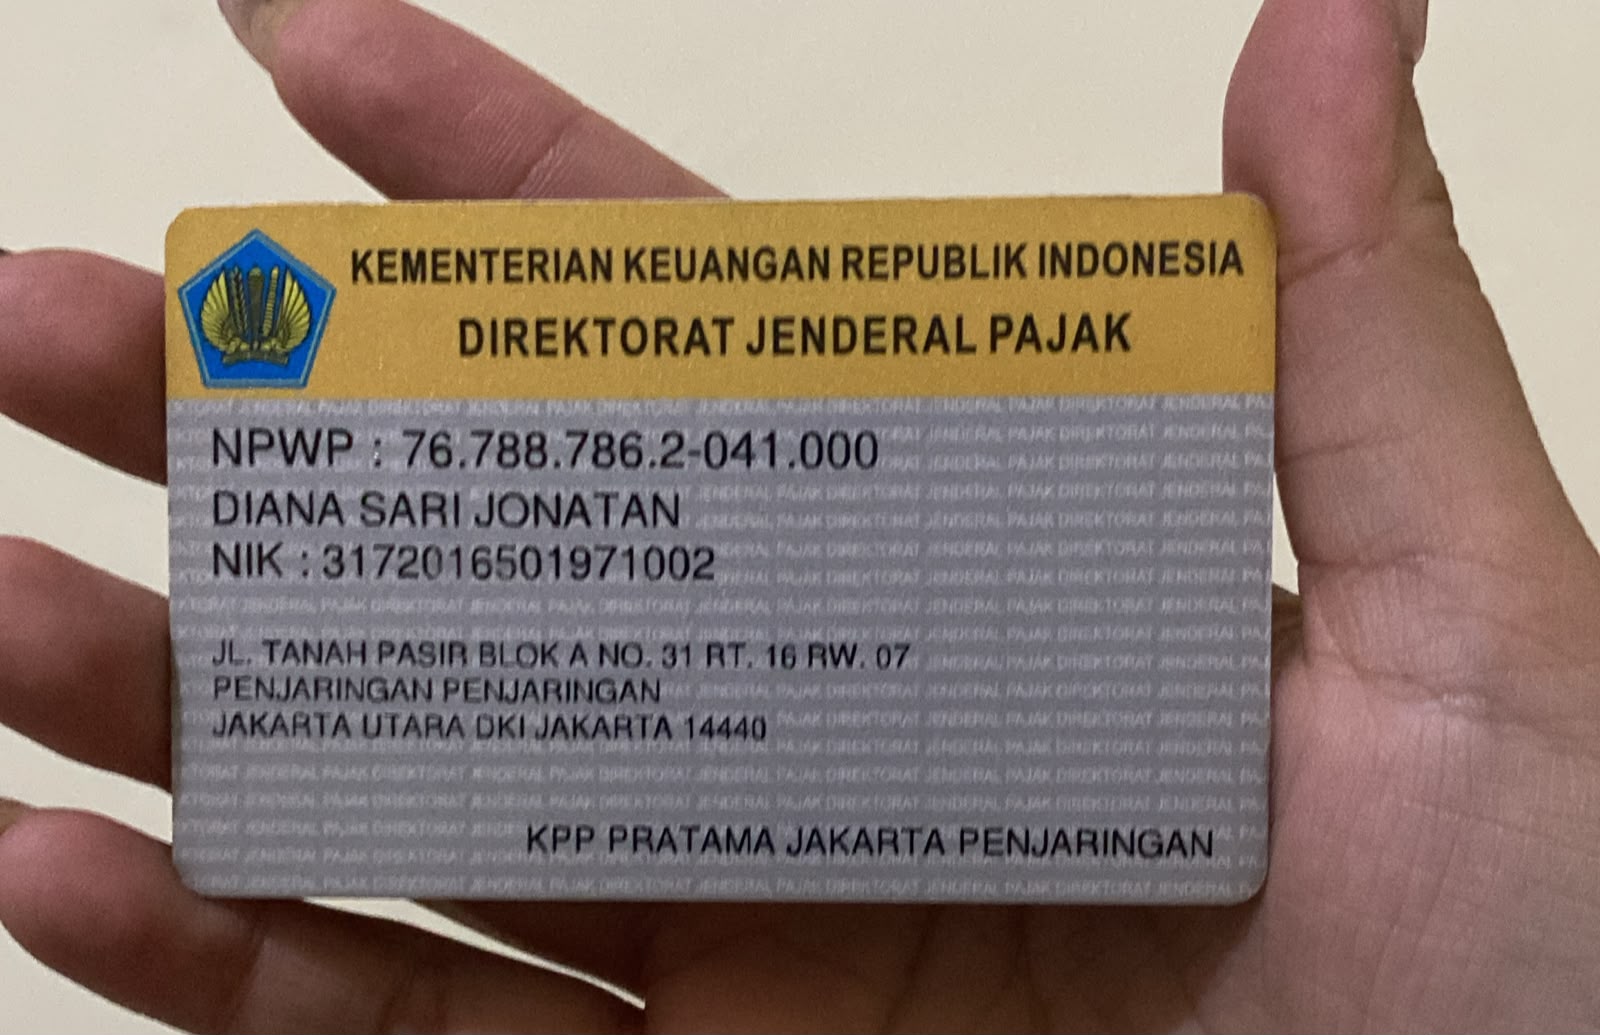 KEMENTERIAN KEUANGAN REPUBLIK INDONESIA
DIREKTORAT JENDERAL PAJAK
NPWP : 76.788.786.2-041.000
DIANA SARI JONATAN
NIK : 3172016501971002
JL. TANAH PASIR BLOK A NO. 31 RT. 16 RW. 07
PENJARINGAN PENJARINGAN
JAKARTA UTARA DKI JAKARTA 14440
KPP PRATAMA JAKARTA PENJARINGAN